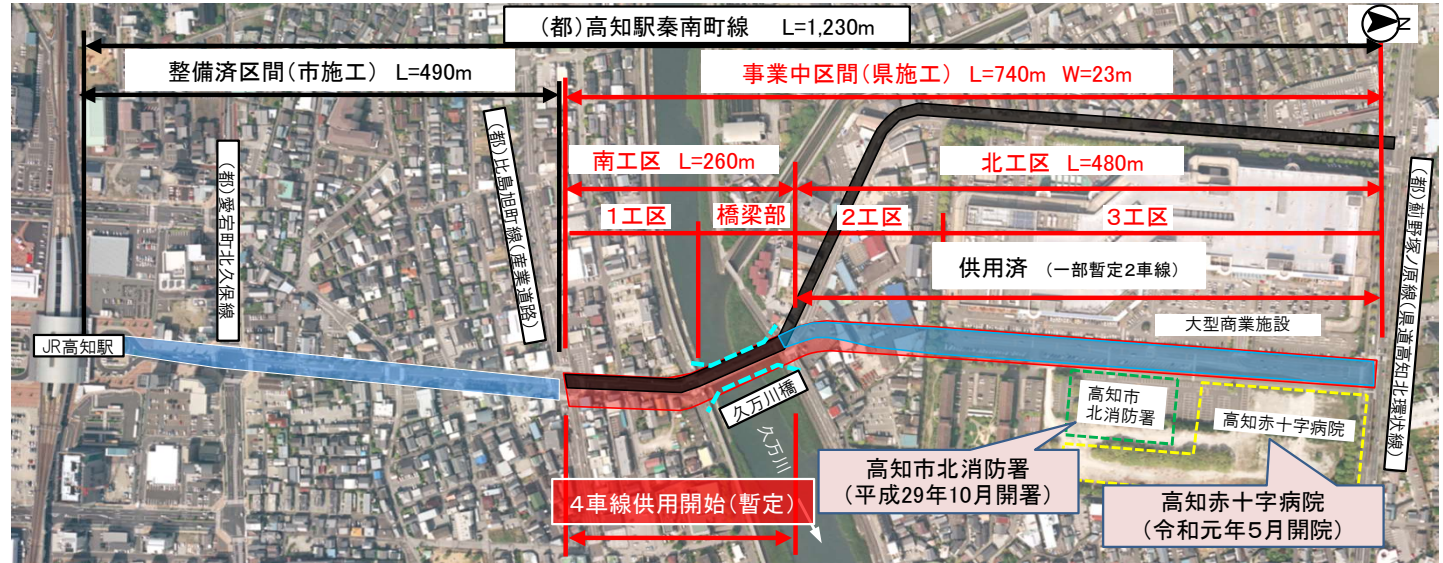 (都)高知駅秦南町線 L=1,230m
N
整備済区間(市施工) L=490m
事業中区間(県施工) L=740m W=23m
(都)愛宕町北久保線
(都)比島旭町線(産業道路)
南工区 L=260m
北工区 L=480m
1工区
橋梁部
2工区
3工区
供用済 (一部暫定2車線)
(都)薊野塚ノ原線(県道高知北環状線)
大型商業施設
JR高知駅
久万川橋
久万川
高知市
北消防署
高知赤十字病院
4車線供用開始(暫定)
高知市北消防署
(平成29年10月開署)
高知赤十字病院
(令和元年5月開院)